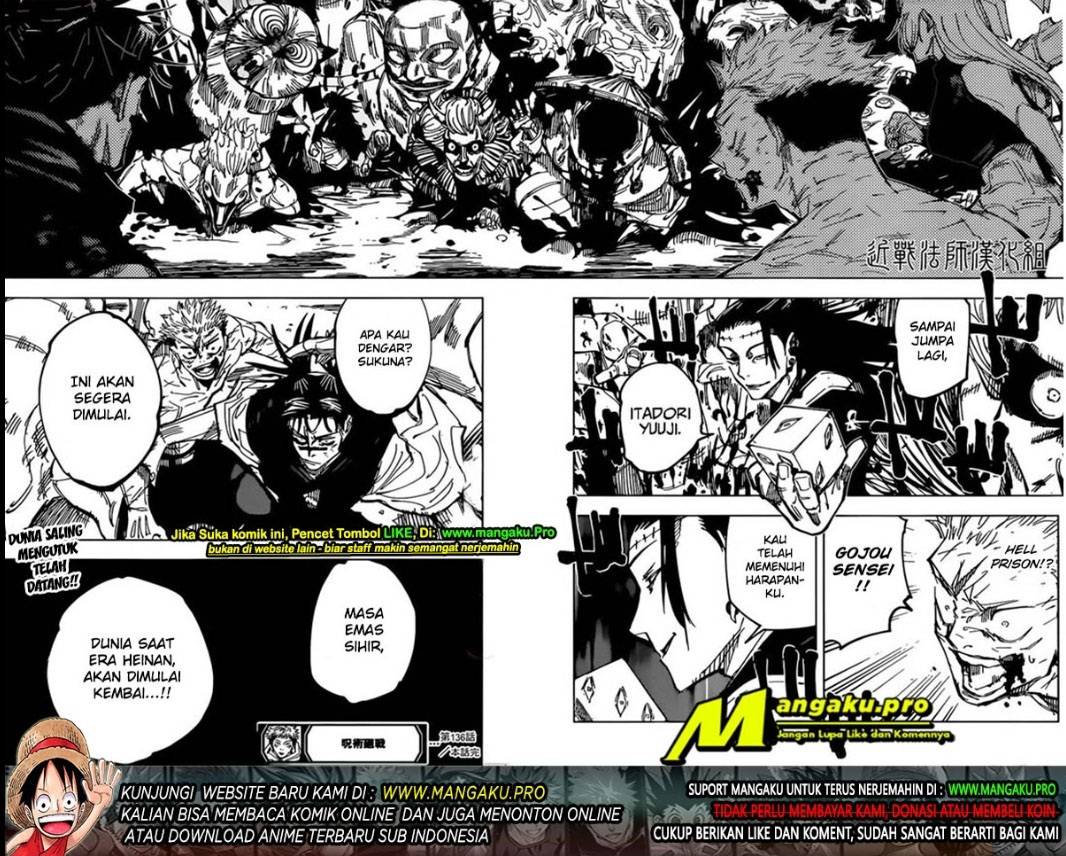 近戰法師漢化組
SAMPAI
JUMPA
LAGI,
ITADORI
YUUJI.
HELL
PRISON!?
GOJOU
SENSEI
!!
KAU
TELAH
MEMENUHI
HARAPAN-
KU.
APA KAU
DENGAR?
SUKUNA?
INI AKAN
SEGERA
DIMULAI.
Jika Suka komik ini, Pencet Tombol LIKE, Di: www.mangaku.Pro
bukan di website lain - biar staff makin semangat nerjemahin
DUNIA SALING
MENGUTUK
TELAH
DATANG!!
MASA
EMAS
SIHIR,
DUNIA SAAT
ERA HEINAN,
AKAN DIMULAI
KEMBAI...!!
呪術廻戦
第136話
/本話完
Mangaku.pro
Jangan Lupa Like dan Komennya
KUNJUNGI WEBSITE BARU KAMI DI : WWW.MANGAKU.PRO
KALIAN BISA MEMBACA KOMIK ONLINE DAN JUGA MENONTON ONLINE
ATAU DOWNLOAD ANIME TERBARU SUB INDONESIA
SUPORT MANGAKU UNTUK TERUS NERJEMAHIN DI : WWW.MANGAKU.PRO
TIDAK PERLU MEMBAYAR KAMI, DONASI ATAU MEMBELI KOIN
CUKUP BERIKAN LIKE DAN KOMENT, SUDAH SANGAT BERARTI BAGI KAMI